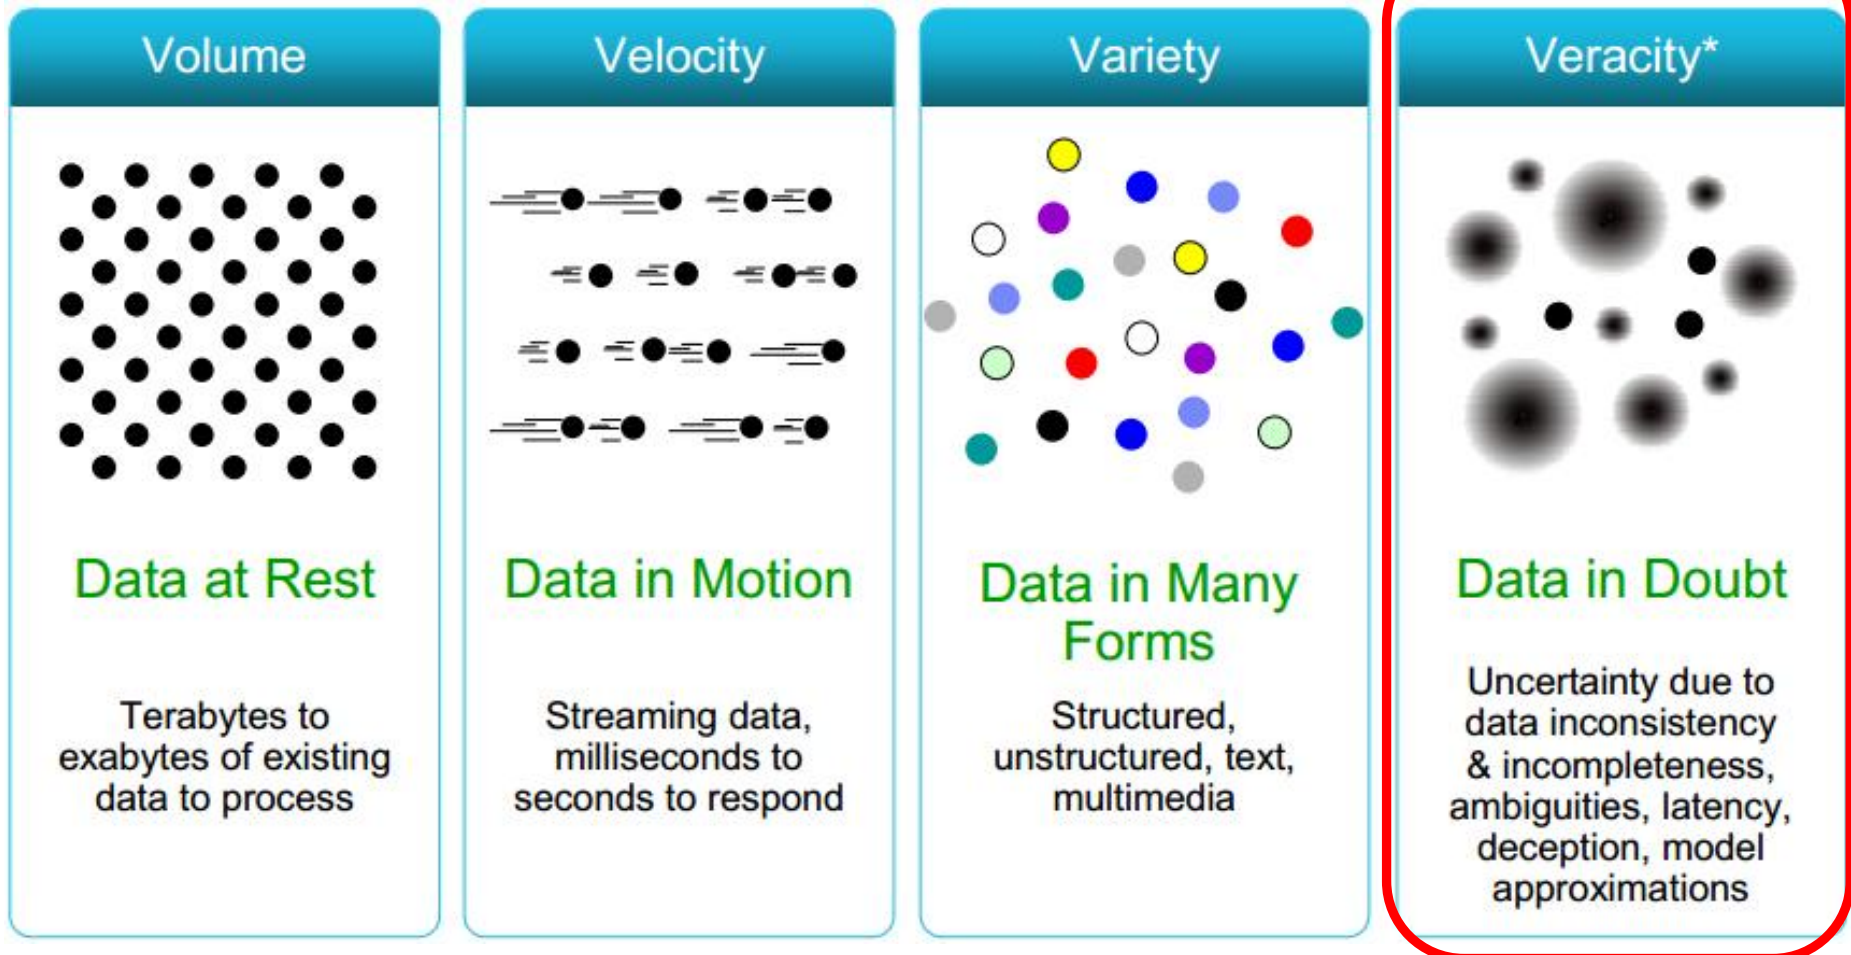 Volume
Data at Rest
Terabytes to
exabytes of existing
data to process
Velocity
Data in Motion
Streaming data,
milliseconds to
seconds to respond
Variety
Data in Many
Forms
Structured,
unstructured, text,
multimedia
Veracity*
Data in Doubt
Uncertainty due to
data inconsistency
& incompleteness,
ambiguities, latency,
deception, model
approximations